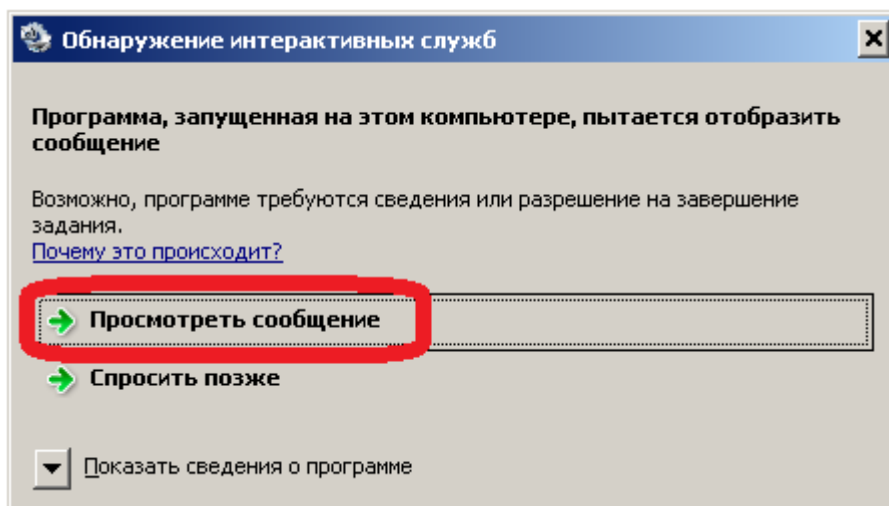 Обнаружение интерактивных служб
Программа, запущенная на этом компьютере, пытается отобразить
сообщение
Возможно, программе требуются сведения или разрешение на завершение
задания.
Почему это происходит?
Просмотреть сообщение
Спросить позже
Показать сведения о программе